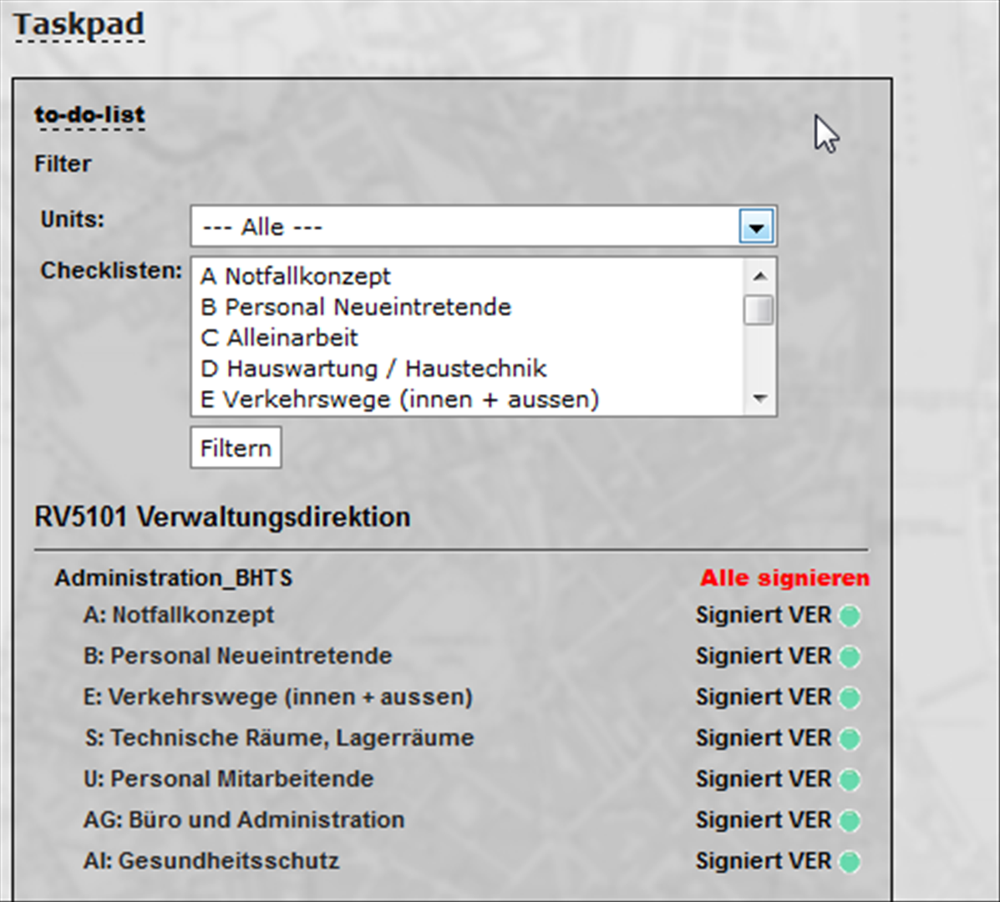 Taskpad
to-do-list
Filter
Units: --- Alle ---
Checklisten: A Notfallkonzept
B Personal Neueintretende
C Alleinarbeit
D Hauswartung / Haustechnik
E Verkehrswege (innen + aussen)
Filtern
RV5101 Verwaltungsdirektion
Administration_BHTS Alle signieren
A: Notfallkonzept Signiert VER
B: Personal Neueintretende Signiert VER
E: Verkehrswege (innen + aussen) Signiert VER
S: Technische Räume, Lagerräume Signiert VER
U: Personal Mitarbeitende Signiert VER
AG: Büro und Administration Signiert VER
AI: Gesundheitsschutz Signiert VER